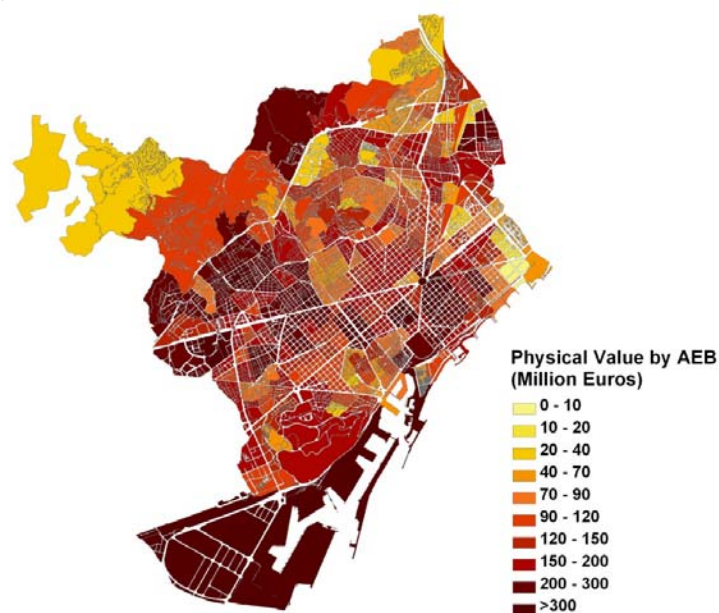 Physical Value by AEB
(Million Euros)
0 - 10
10 - 20
20 - 40
40 - 70
70 - 90
90 - 120
120 - 150
150 - 200
200 - 300
>300